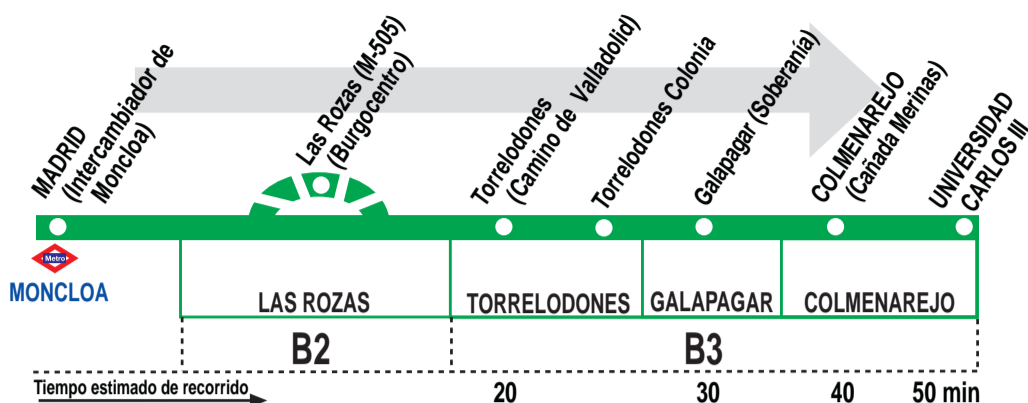 MADRID
(Intercambiador de
Moncloa)
Las Rozas (M-505)
(Burgocentro)
Torrelodones
(Camino de Valladolid)
Torrelodones Colonia
Galapagar (Soberanía)
COLMENAREJO
(Cañada Merinas)
UNIVERSIDAD
CARLOS III
Metro
MONCLOA
LAS ROZAS
TORRELODONES
GALAPAGAR
COLMENAREJO
B2
B3
Tiempo estimado de recorrido
20
30
40
50 min